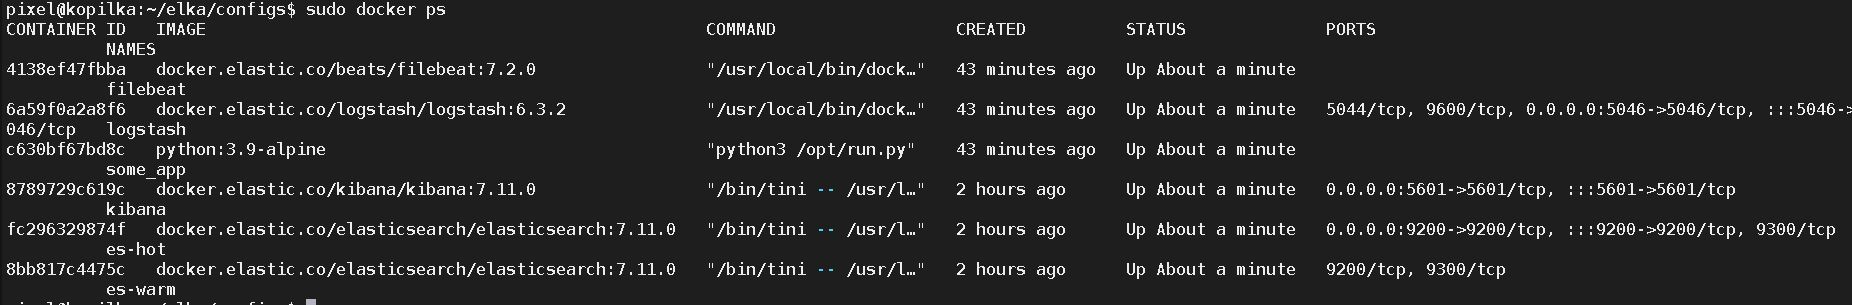 pixel@kopilka:~/elka/configs$ sudo docker ps
CONTAINER ID   IMAGE                                                  COMMAND                  CREATED          STATUS              PORTS
          NAMES
4138ef47fbba   docker.elastic.co/beats/filebeat:7.2.0                 "/usr/local/bin/dock…"   43 minutes ago   Up About a minute
          filebeat
6a59f0a2a8f6   docker.elastic.co/logstash/logstash:6.3.2              "/usr/local/bin/dock…"   43 minutes ago   Up About a minute   5044/tcp, 9600/tcp, 0.0.0.0:5046->5046/tcp, :::5046->
046/tcp   logstash
c630bf67bd8c   python:3.9-alpine                                      "python3 /opt/run.py"    43 minutes ago   Up About a minute
          some_app
8789729c619c   docker.elastic.co/kibana/kibana:7.11.0                 "/bin/tini -- /usr/l…"   2 hours ago      Up About a minute   0.0.0.0:5601->5601/tcp, :::5601->5601/tcp
          kibana
fc296329874f   docker.elastic.co/elasticsearch/elasticsearch:7.11.0   "/bin/tini -- /usr/l…"   2 hours ago      Up About a minute   0.0.0.0:9200->9200/tcp, :::9200->9200/tcp, 9300/tcp
          es-hot
8bb817c4475c   docker.elastic.co/elasticsearch/elasticsearch:7.11.0   "/bin/tini -- /usr/l…"   2 hours ago      Up About a minute   9200/tcp, 9300/tcp
          es-warm
pixel@kopilka:~/elka/configs$